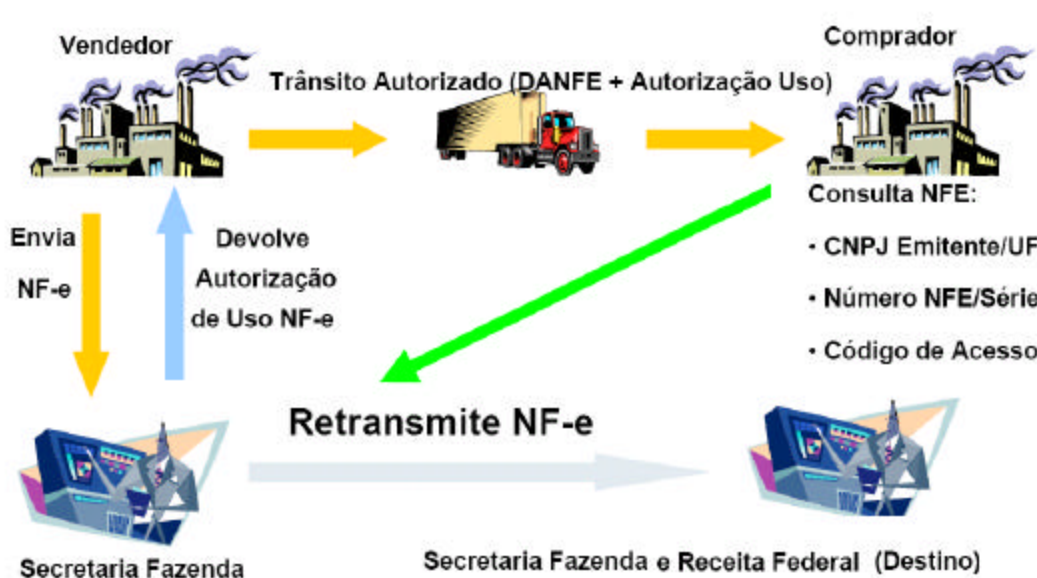 Vendedor
Comprador
Trânsito Autorizado (DANFE + Autorização Uso)
Consulta NFE:
• CNPJ Emitente/UF
• Número NFE/Série
• Código de Acesso
Envia
NF-e
Devolve
Autorização
de Uso NF-e
Retransmite NF-e
Secretaria Fazenda
Secretaria Fazenda e Receita Federal (Destino)